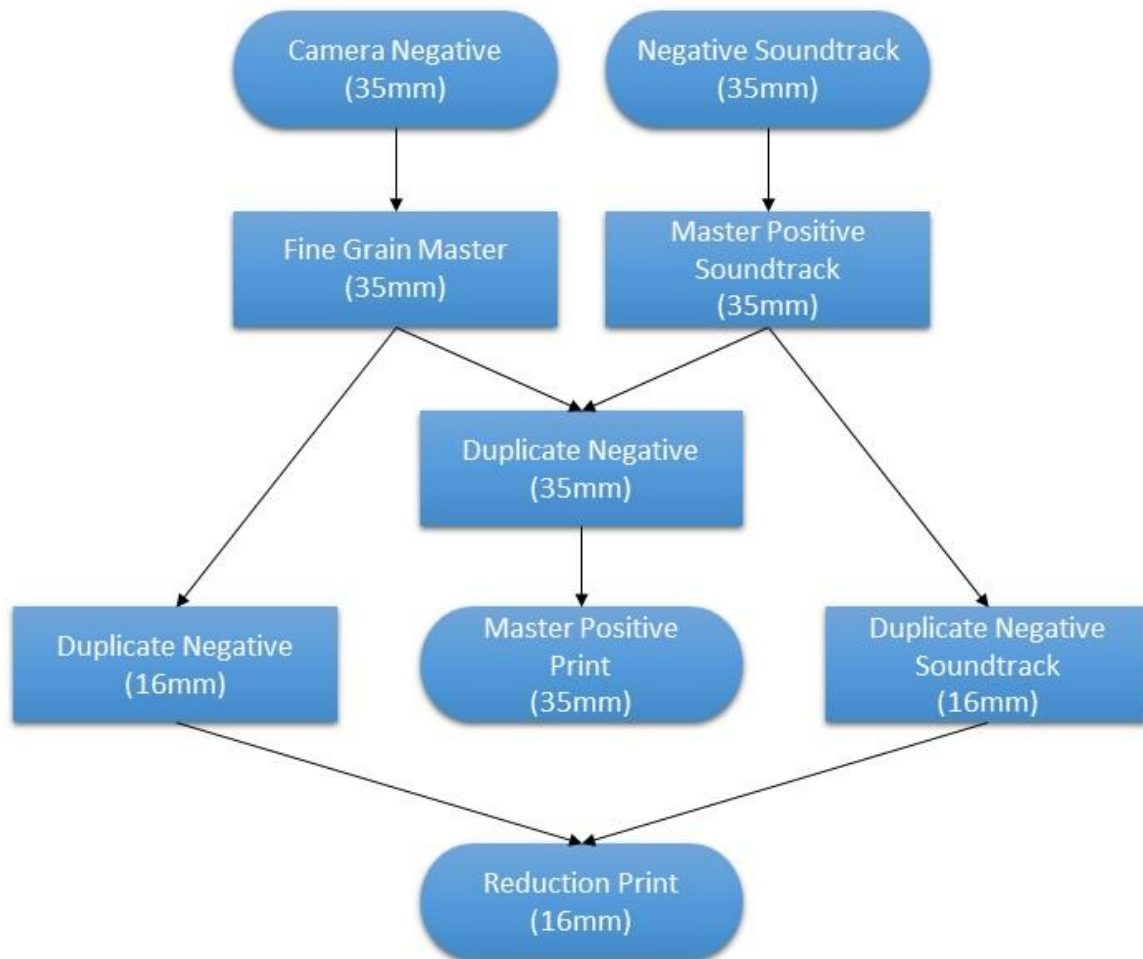 Camera Negative
(35mm)
Negative Soundtrack
(35mm)
Fine Grain Master
(35mm)
Master Positive
Soundtrack
(35mm)
Duplicate Negative
(35mm)
Duplicate Negative
(16mm)
Master Positive
Print
(35mm)
Duplicate Negative
Soundtrack
(16mm)
Reduction Print
(16mm)